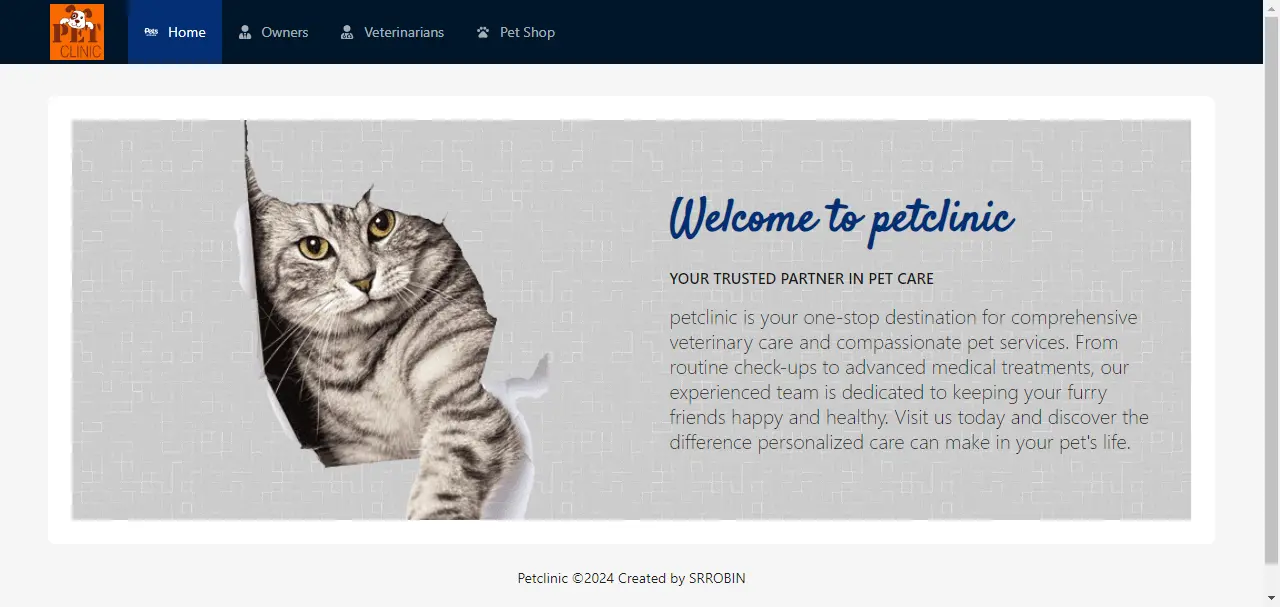 PET
CLINIC
Pets
Home
Owners
Veterinarians
Pet Shop
Welcome to petclinic
YOUR TRUSTED PARTNER IN PET CARE
petclinic is your one-stop destination for comprehensive
veterinary care and compassionate pet services. From
routine check-ups to advanced medical treatments, our
experienced team is dedicated to keeping your furry
friends happy and healthy. Visit us today and discover the
difference personalized care can make in your pet's life.
Petclinic ©2024 Created by SRROBIN